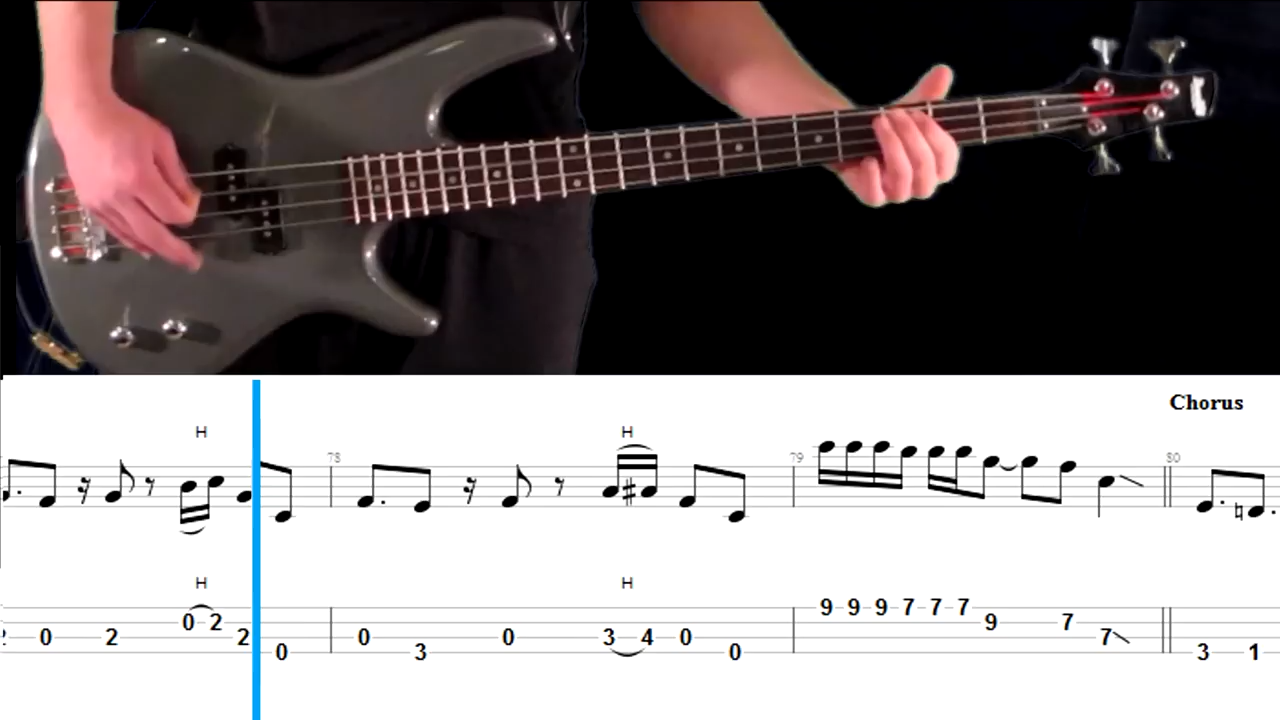 Chorus
H H
78 79 80
H H
9 9 9 7 7 7
0 2 9 7
2 0 2 2 0 0 3 4 0 7
0 3 0 3 1